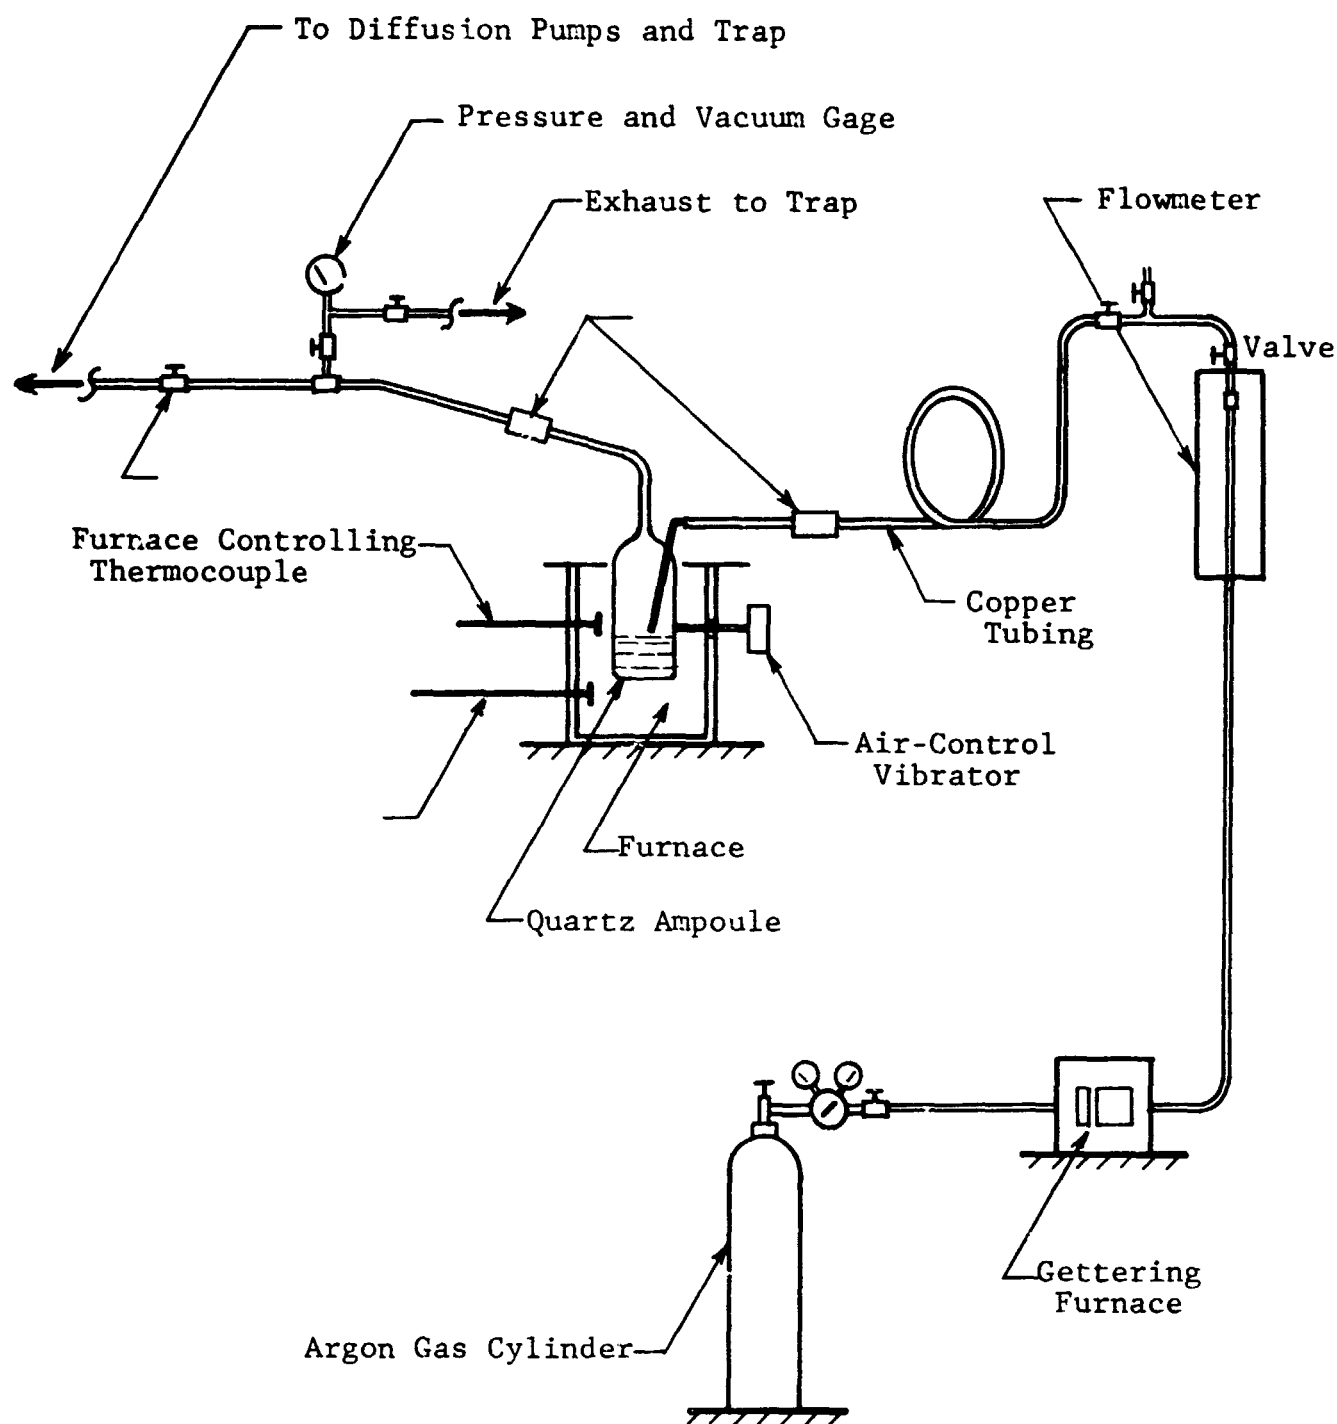 To Diffusion Pumps and Trap
Pressure and Vacuum Gage
Exhaust to Trap
Flowmeter
Valve
Furnace Controlling
Thermocouple
Copper
Tubing
Air-Control
Vibrator
Furnace
Quartz Ampoule
Gettering
Furnace
Argon Gas Cylinder